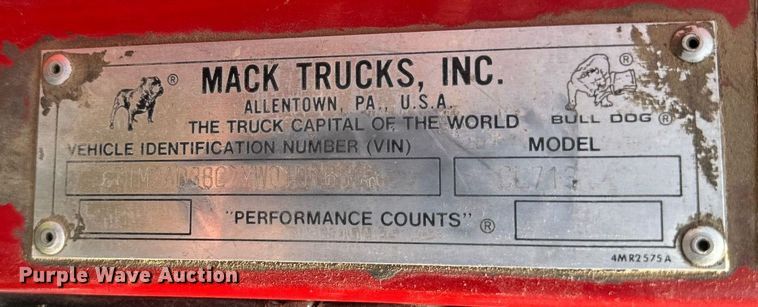 ® MACK TRUCKS, INC. ®
ALLENTOWN, PA., U.S.A.
THE TRUCK CAPITAL OF THE WORLD BULL DOG ®
VEHICLE IDENTIFICATION NUMBER (VIN) MODEL
"PERFORMANCE COUNTS" ®
4MR2575A
Purple Wave Auction